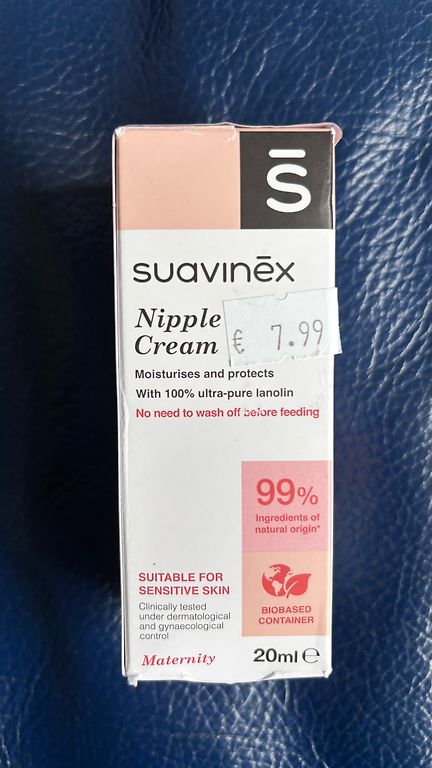 S̄
suavinēx
Nipple
Cream
€ 7.99
Moisturises and protects
With 100% ultra-pure lanolin
No need to wash off before feeding
99%
Ingredients of
natural origin*
SUITABLE FOR
SENSITIVE SKIN
Clinically tested
under dermatological
and gynaecological
control
BIOBASED
CONTAINER
Maternity
20ml ℮